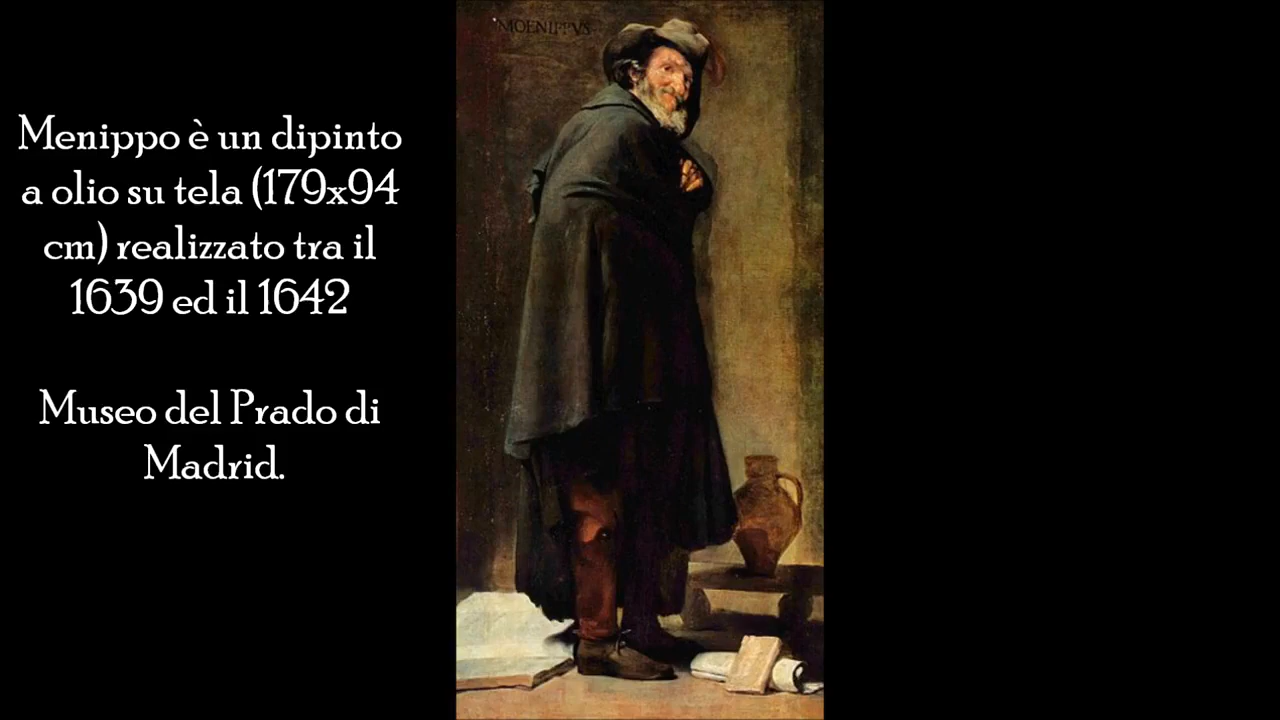 Menippo è un dipinto
a olio su tela (179x94
cm) realizzato tra il
1639 ed il 1642
Museo del Prado di
Madrid.
MOENIPPVS